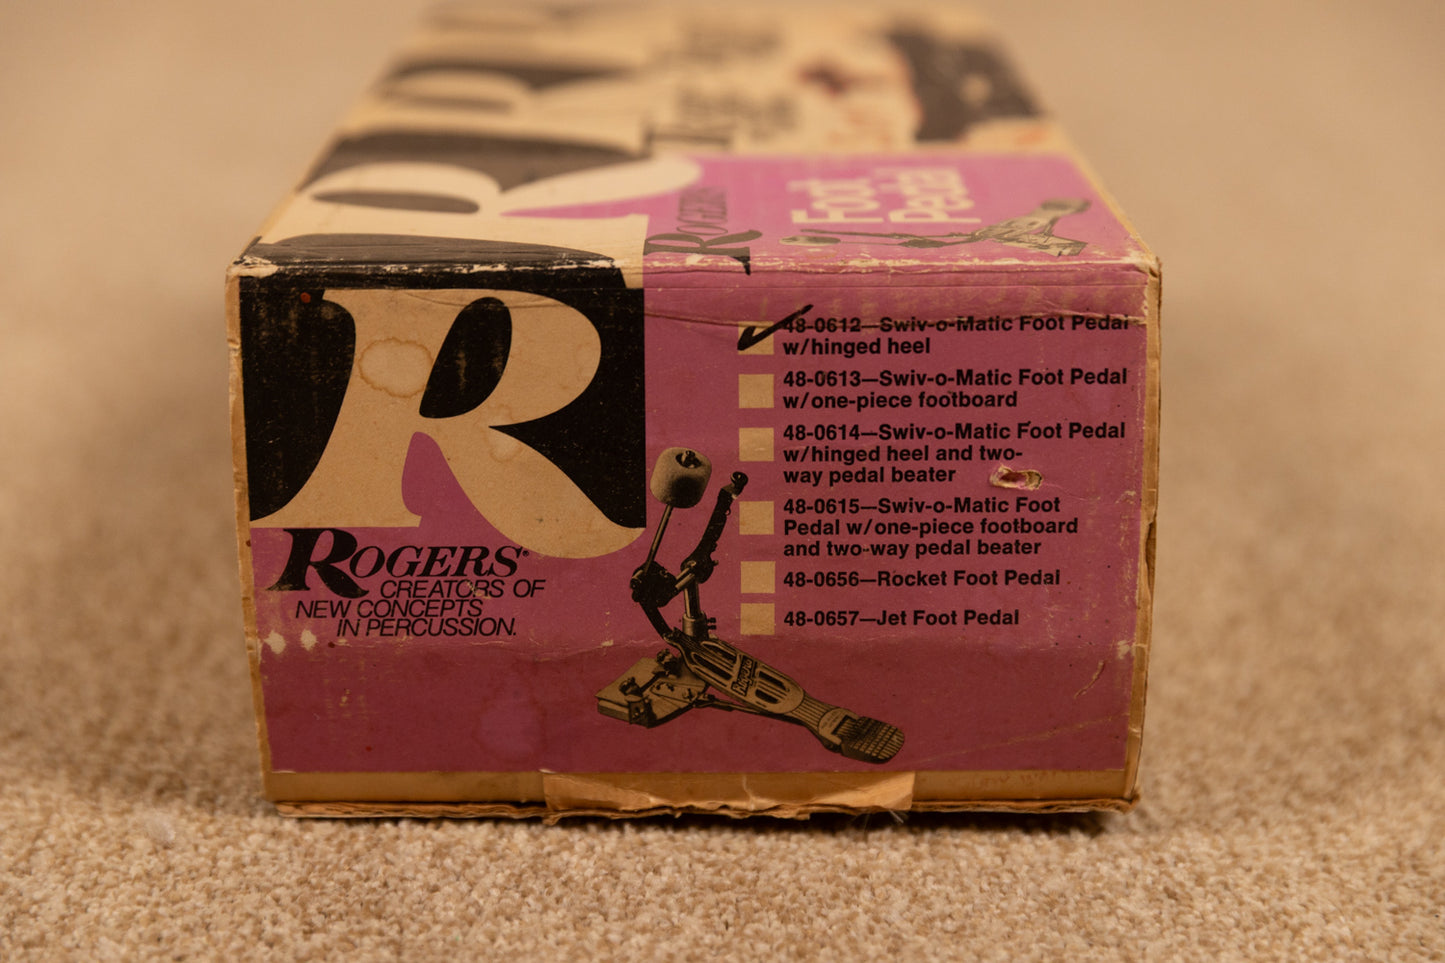 ROGERS
Foot
Pedal
R
48-0612—Swiv-o-Matic Foot Pedal
w/hinged heel
48-0613—Swiv-o-Matic Foot Pedal
w/one-piece footboard
48-0614—Swiv-o-Matic Foot Pedal
w/hinged heel and two-
way pedal beater
48-0615—Swiv-o-Matic Foot
Pedal w/one-piece footboard
and two-way pedal beater
48-0656—Rocket Foot Pedal
48-0657—Jet Foot Pedal
ROGERS®
CREATORS OF
NEW CONCEPTS
IN PERCUSSION.
Rogers